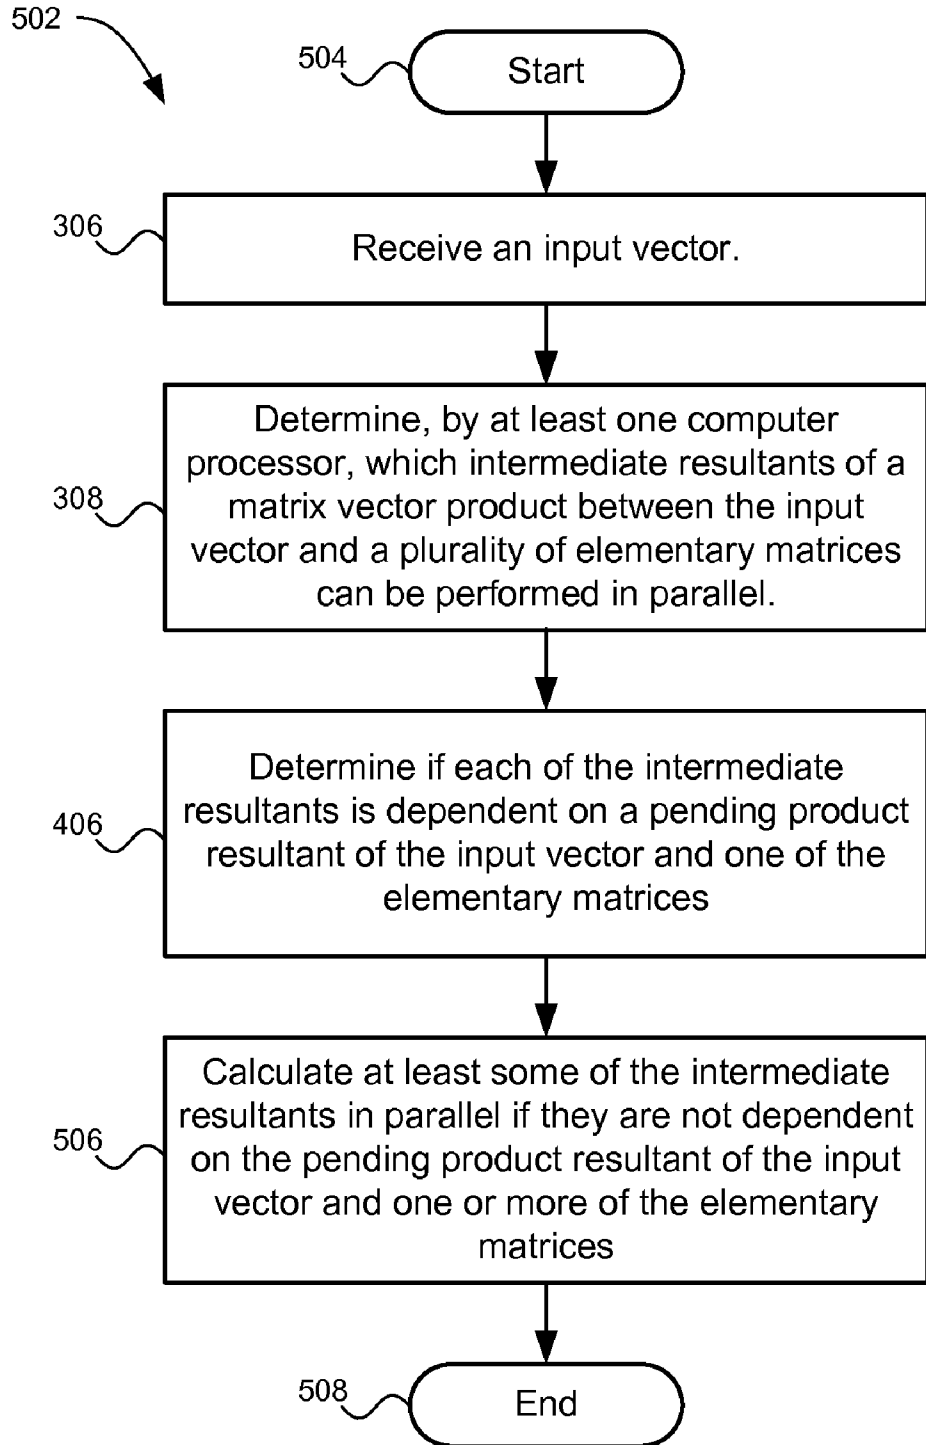 502
504
Start
306
Receive an input vector.
308
Determine, by at least one computer
processor, which intermediate resultants of a
matrix vector product between the input
vector and a plurality of elementary matrices
can be performed in parallel.
406
Determine if each of the intermediate
resultants is dependent on a pending product
resultant of the input vector and one of the
elementary matrices
506
Calculate at least some of the intermediate
resultants in parallel if they are not dependent
on the pending product resultant of the input
vector and one or more of the elementary
matrices
508
End